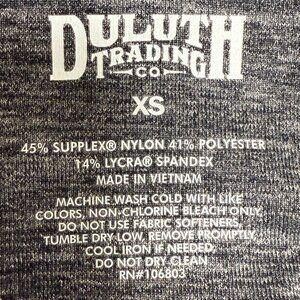 DULUTH
TRADING
CO
XS
45% SUPPLEX® NYLON 41% POLYESTER
14% LYCRA® SPANDEX
MADE IN VIETNAM
MACHINE WASH COLD WITH LIKE
COLORS, NON-CHLORINE BLEACH ONLY,
DO NOT USE FABRIC SOFTENERS,
TUMBLE DRY LOW, REMOVE PROMPTLY,
COOL IRON IF NEEDED,
DO NOT DRY CLEAN
RN#106803